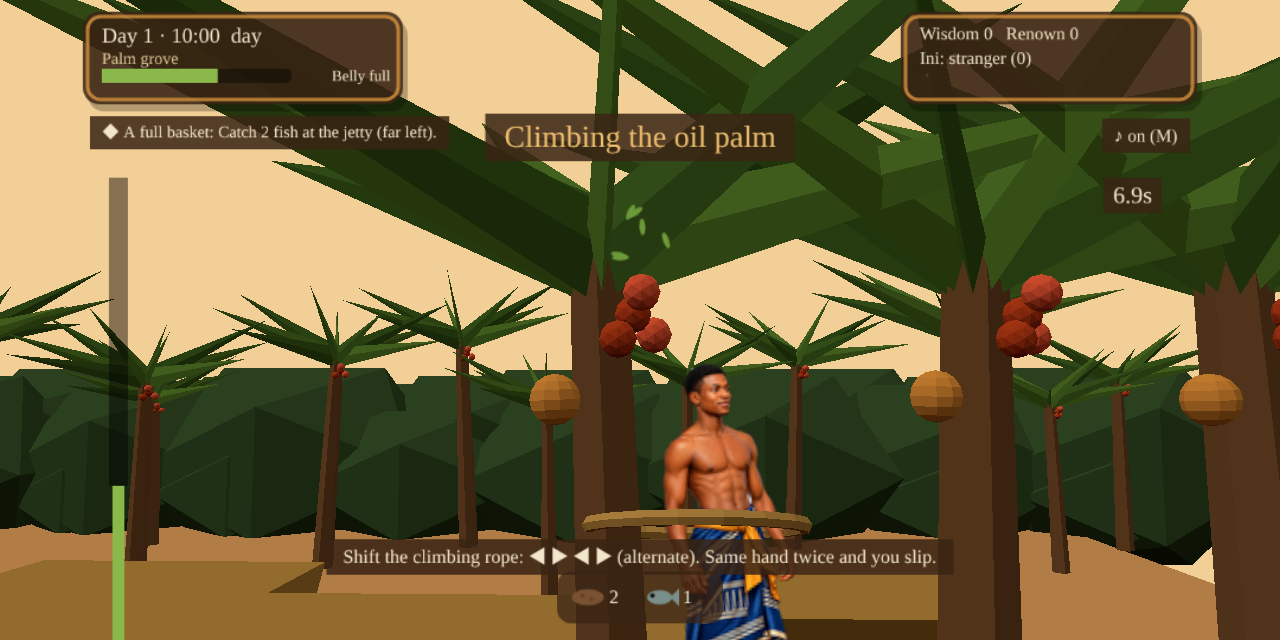 Day 1 · 10:00 day
Palm grove
Belly full
Wisdom 0 Renown 0
Ini: stranger (0)
◆ A full basket: Catch 2 fish at the jetty (far left).
Climbing the oil palm
♪ on (M)
6.9s
Shift the climbing rope: ◀ ▶ ◀ ▶ (alternate). Same hand twice and you slip.
2 1